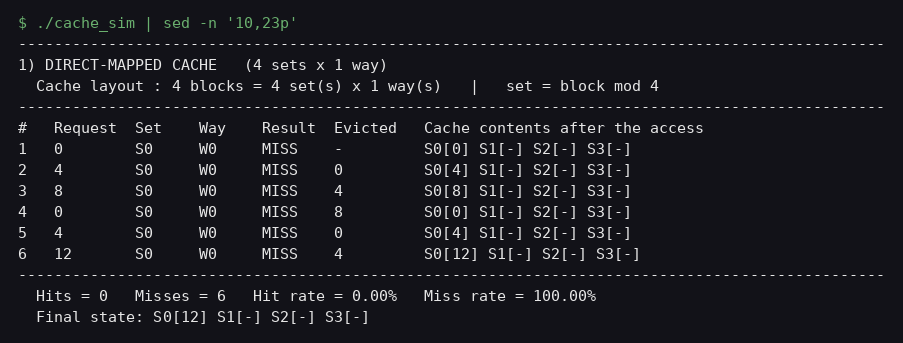 $ ./cache_sim | sed -n '10,23p'
------------------------------------------------------------------------------------------------
1) DIRECT-MAPPED CACHE   (4 sets x 1 way)
  Cache layout : 4 blocks = 4 set(s) x 1 way(s)   |   set = block mod 4
------------------------------------------------------------------------------------------------
#   Request  Set    Way    Result  Evicted   Cache contents after the access
1   0        S0     W0     MISS    -         S0[0] S1[-] S2[-] S3[-]
2   4        S0     W0     MISS    0         S0[4] S1[-] S2[-] S3[-]
3   8        S0     W0     MISS    4         S0[8] S1[-] S2[-] S3[-]
4   0        S0     W0     MISS    8         S0[0] S1[-] S2[-] S3[-]
5   4        S0     W0     MISS    0         S0[4] S1[-] S2[-] S3[-]
6   12       S0     W0     MISS    4         S0[12] S1[-] S2[-] S3[-]
------------------------------------------------------------------------------------------------
  Hits = 0   Misses = 6   Hit rate = 0.00%   Miss rate = 100.00%
  Final state: S0[12] S1[-] S2[-] S3[-]